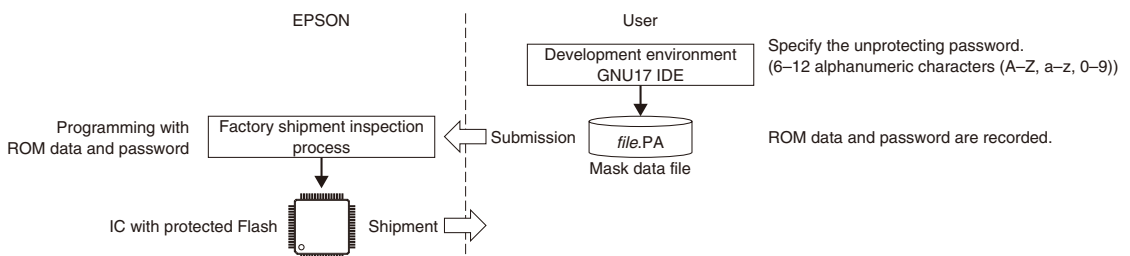 EPSON
User
Development environment
GNU17 IDE
Specify the unprotecting password.
(6–12 alphanumeric characters (A–Z, a–z, 0–9))
Programming with
ROM data and password
Factory shipment inspection
process
Submission
file.PA
Mask data file
ROM data and password are recorded.
IC with protected Flash
Shipment